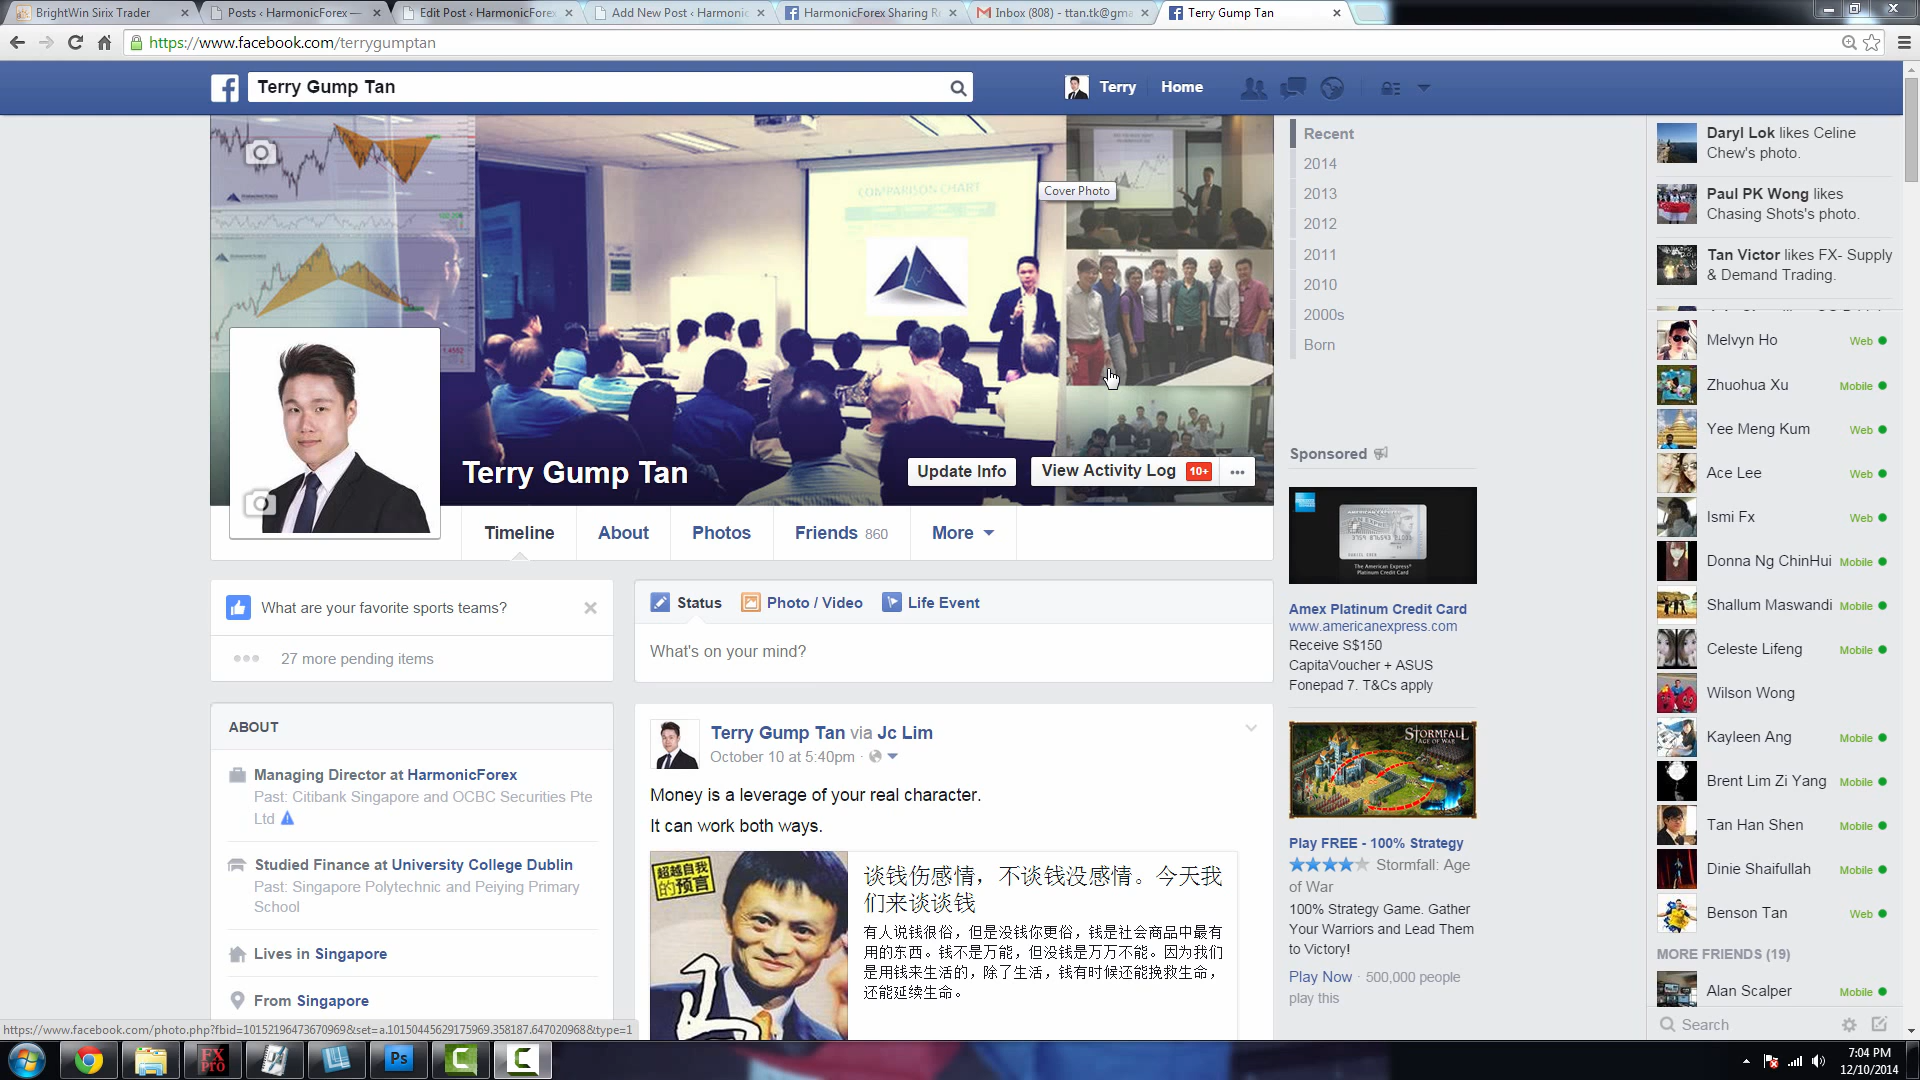 BrightWin Sirix Trader
Posts ‹ HarmonicForex —
Edit Post ‹ HarmonicForex
Add New Post ‹ Harmonic
HarmonicForex Sharing R
Inbox (808) - ttan.tk@gma
Terry Gump Tan
https://www.facebook.com/terrygumptan
Terry Gump Tan
Terry
Home
COMPARISON CHART
Cover Photo
Terry Gump Tan
Update Info
View Activity Log 10+
Timeline
About
Photos
Friends 860
More
What are your favorite sports teams?
27 more pending items
ABOUT
Managing Director at HarmonicForex
Past: Citibank Singapore and OCBC Securities Pte
Ltd
Studied Finance at University College Dublin
Past: Singapore Polytechnic and Peiying Primary
School
Lives in Singapore
From Singapore
Status
Photo / Video
Life Event
What's on your mind?
Terry Gump Tan via Jc Lim
October 10 at 5:40pm ·
Money is a leverage of your real character.
It can work both ways.
超越自我
的预言
谈钱伤感情，不谈钱没感情。今天我
们来谈谈钱
有人说钱很俗，但是没钱你更俗，钱是社会商品中最有
用的东西。钱不是万能，但没钱是万万不能。因为我们
是用钱来生活的，除了生活，钱有时候还能挽救生命，
还能延续生命。
Recent
2014
2013
2012
2011
2010
2000s
Born
Sponsored
The American Express®
Platinum Credit Card
Amex Platinum Credit Card
www.americanexpress.com
Receive S$150
CapitaVoucher + ASUS
Fonepad 7. T&Cs apply
STORMFALL
AGE OF WAR
Play FREE - 100% Strategy
Stormfall: Age
of War
100% Strategy Game. Gather
Your Warriors and Lead Them
to Victory!
Play Now · 500,000 people
play this
Daryl Lok likes Celine
Chew's photo.
Paul PK Wong likes
Chasing Shots's photo.
Tan Victor likes FX- Supply
& Demand Trading.
Melvyn Ho Web
Zhuohua Xu Mobile
Yee Meng Kum Web
Ace Lee Web
Ismi Fx Web
Donna Ng ChinHui Mobile
Shallum Maswandi Mobile
Celeste Lifeng Mobile
Wilson Wong
Kayleen Ang Mobile
Brent Lim Zi Yang Mobile
Tan Han Shen Mobile
Dinie Shaifullah Mobile
Benson Tan Web
MORE FRIENDS (19)
Alan Scalper Mobile
Search
https://www.facebook.com/photo.php?fbid=10152196473670969&set=a.10150445629175969.358187.647020968&type=1
FX
Pro
Ps
7:04 PM
12/10/2014